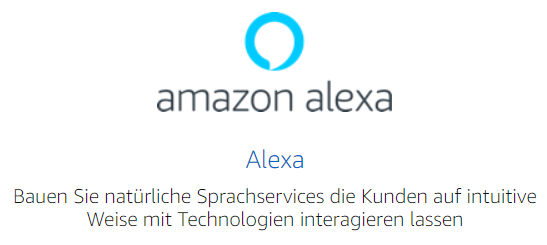 amazon alexa
Alexa
Bauen Sie natürliche Sprachservices die Kunden auf intuitive
Weise mit Technologien interagieren lassen